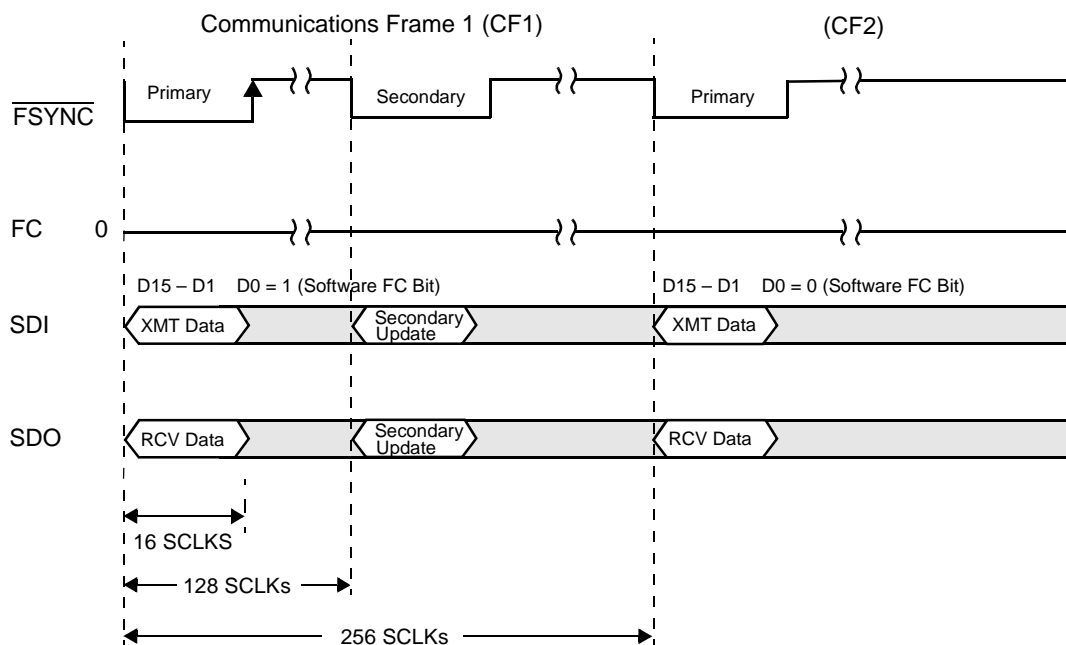 Communications Frame 1 (CF1) (CF2)
Primary Secondary Primary
FSYNC
FC 0
D15 – D1 D0 = 1 (Software FC Bit) D15 – D1 D0 = 0 (Software FC Bit)
SDI XMT Data Secondary Update XMT Data
SDO RCV Data Secondary Update RCV Data
16 SCLKS
128 SCLKs
256 SCLKs